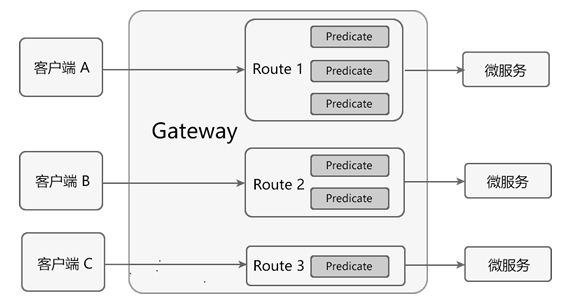 Predicate
客户端 A
Route 1
Predicate
微服务
Predicate
Gateway
Predicate
客户端 B
Route 2
微服务
Predicate
客户端 C
Route 3
Predicate
微服务